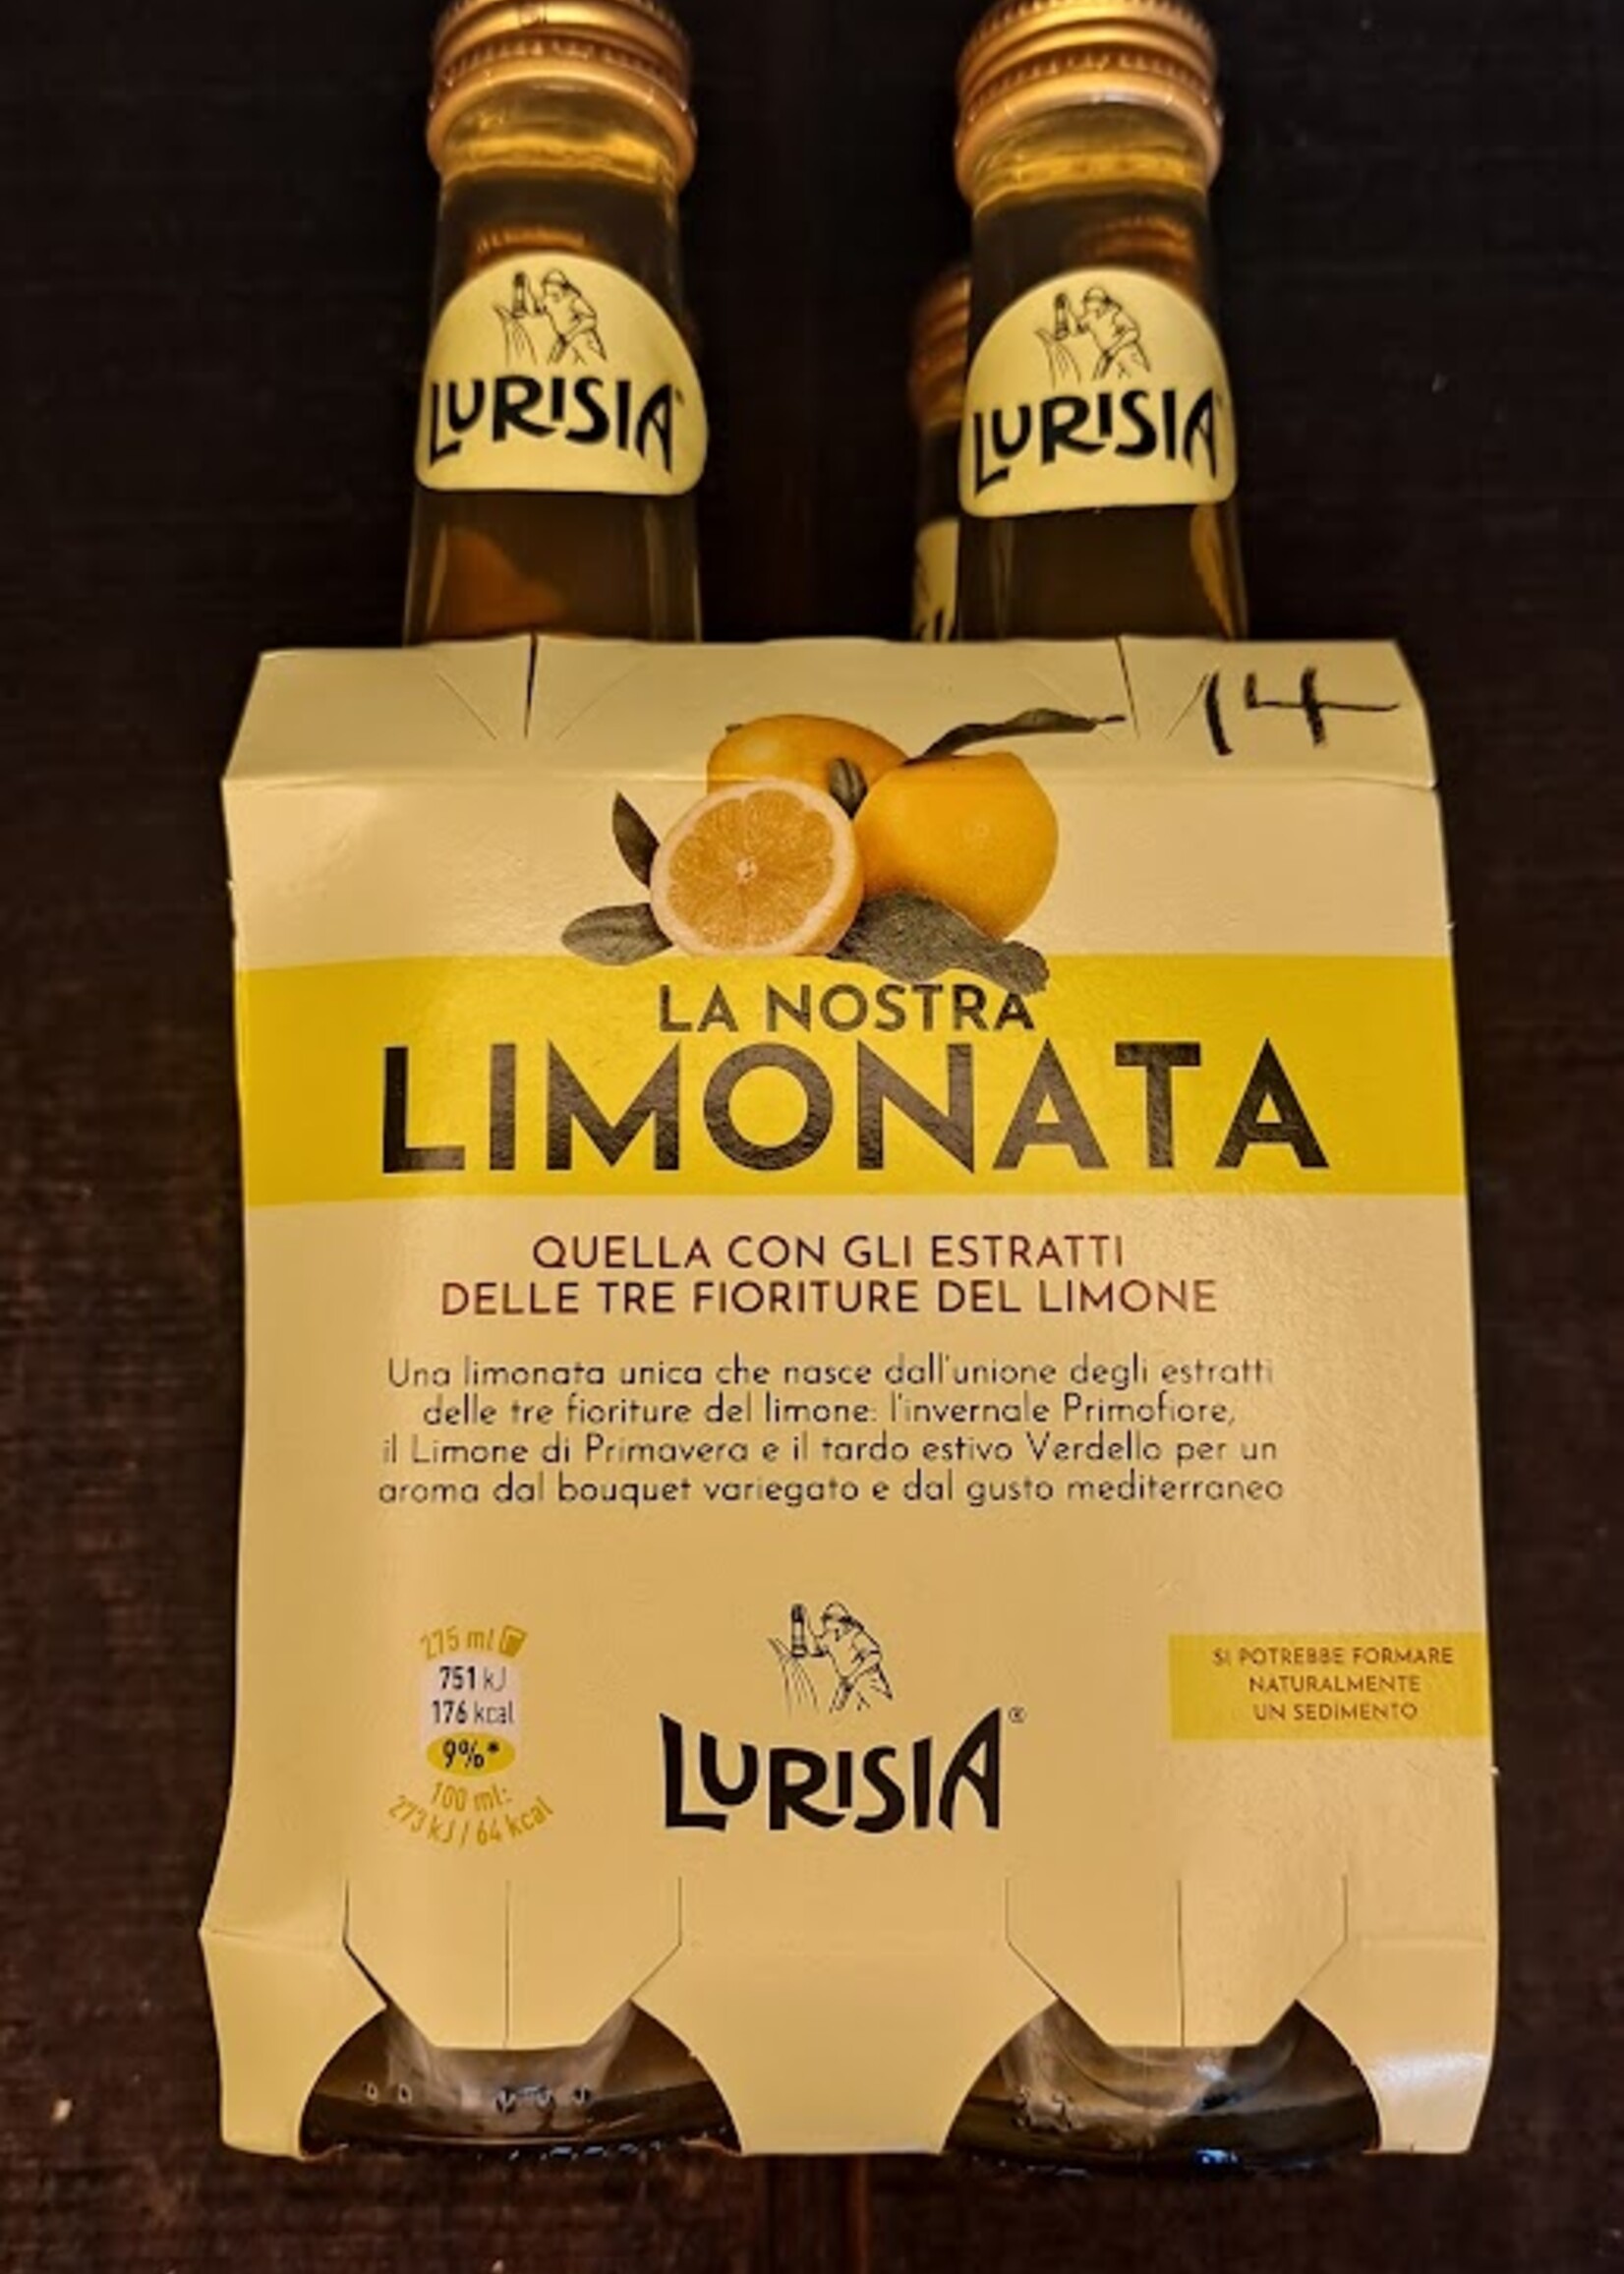 LURISIA
LURISIA
14
LA NOSTRA
LIMONATA
QUELLA CON GLI ESTRATTI
DELLE TRE FIORITURE DEL LIMONE
Una limonata unica che nasce dall'unione degli estratti
delle tre fioriture del limone: l'invernale Primofiore,
il Limone di Primavera e il tardo estivo Verdello per un
aroma dal bouquet variegato e dal gusto mediterraneo
275 ml
751 kJ
176 kcal
9%*
100 ml:
273 kJ / 64 kcal
LURISIA®
SI POTREBBE FORMARE
NATURALMENTE
UN SEDIMENTO